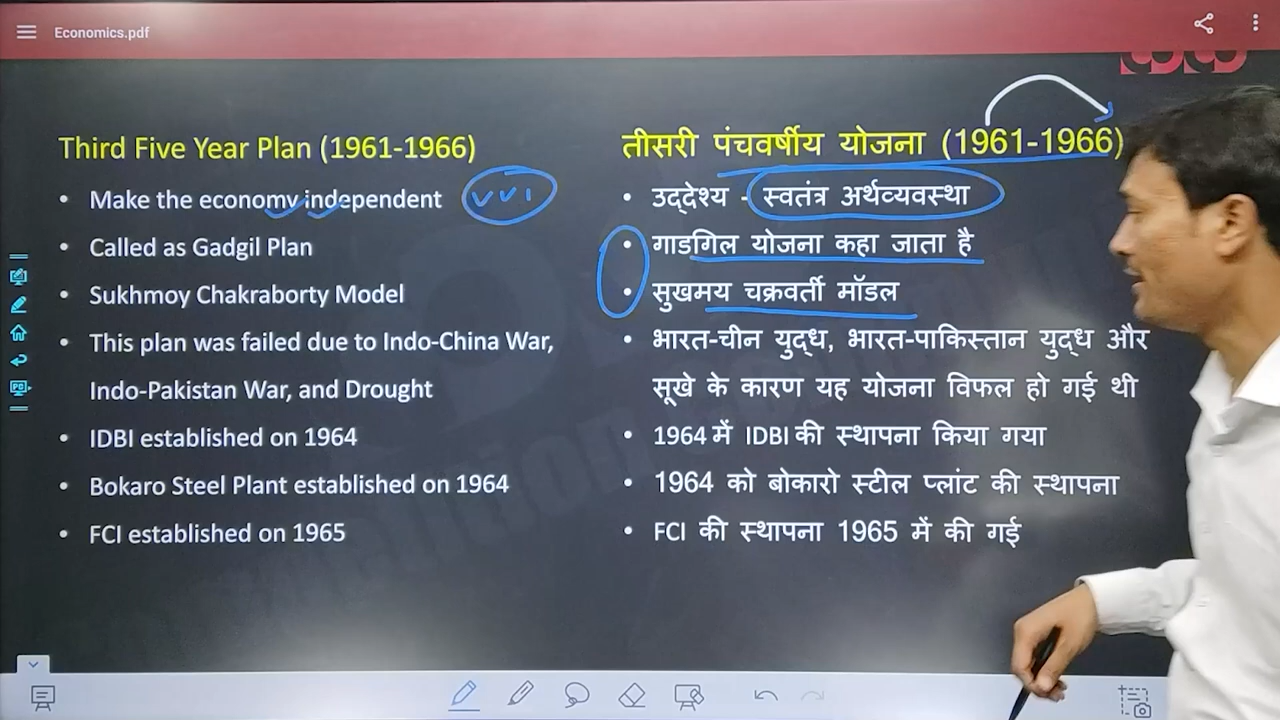 Economics.pdf
Third Five Year Plan (1961-1966)
• Make the economy independent VVI
• Called as Gadgil Plan
• Sukhmoy Chakraborty Model
• This plan was failed due to Indo-China War,
Indo-Pakistan War, and Drought
• IDBI established on 1964
• Bokaro Steel Plant established on 1964
• FCI established on 1965
तीसरी पंचवर्षीय योजना (1961-1966)
• उद्देश्य - स्वतंत्र अर्थव्यवस्था
• गाडगिल योजना कहा जाता है
• सुखमय चक्रवर्ती मॉडल
• भारत-चीन युद्ध, भारत-पाकिस्तान युद्ध और
सूखे के कारण यह योजना विफल हो गई थी
• 1964 में IDBI की स्थापना किया गया
• 1964 को बोकारो स्टील प्लांट की स्थापना
• FCI की स्थापना 1965 में की गई